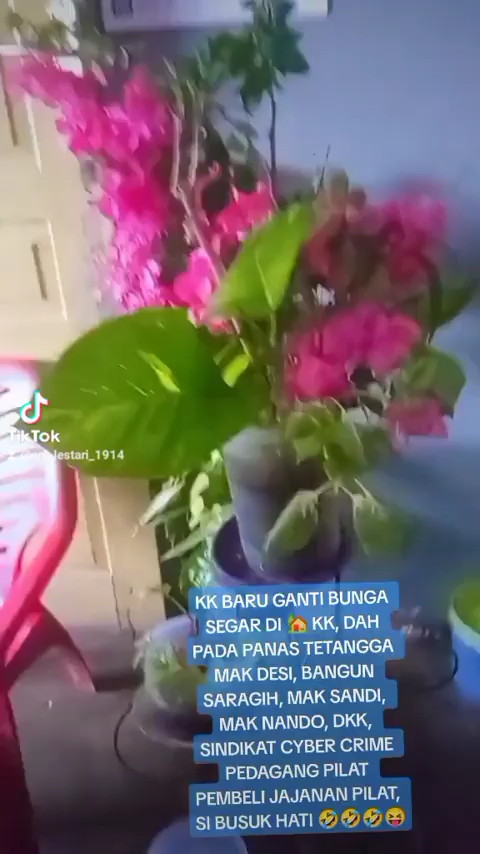 TikTok
KK BARU GANTI BUNGA
SEGAR DI 🏠 KK, DAH
PADA PANAS TETANGGA
MAK DESI, BANGUN
SARAGIH, MAK SANDI,
MAK NANDO, DKK,
SINDIKAT CYBER CRIME
PEDAGANG PILAT
PEMBELI JAJANAN PILAT,
SI BUSUK HATI 🤣🤣🤣😝